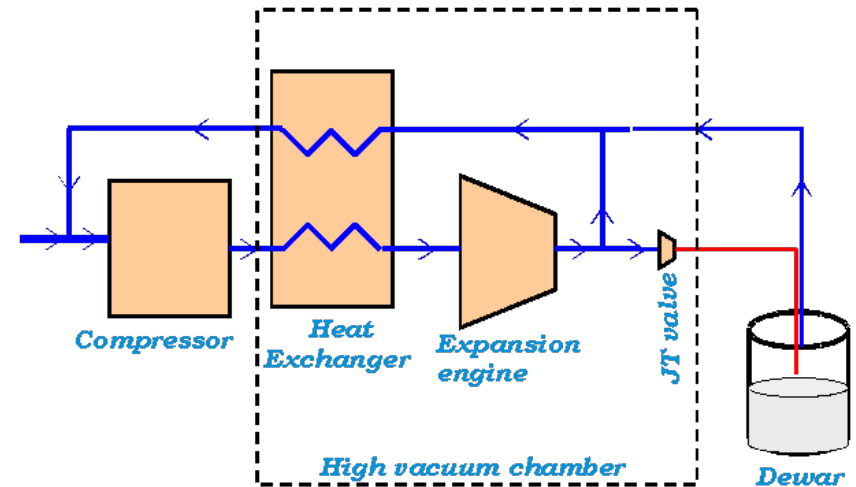 Compressor
Heat
Exchanger
Expansion
engine
JT valve
High vacuum chamber
Dewar